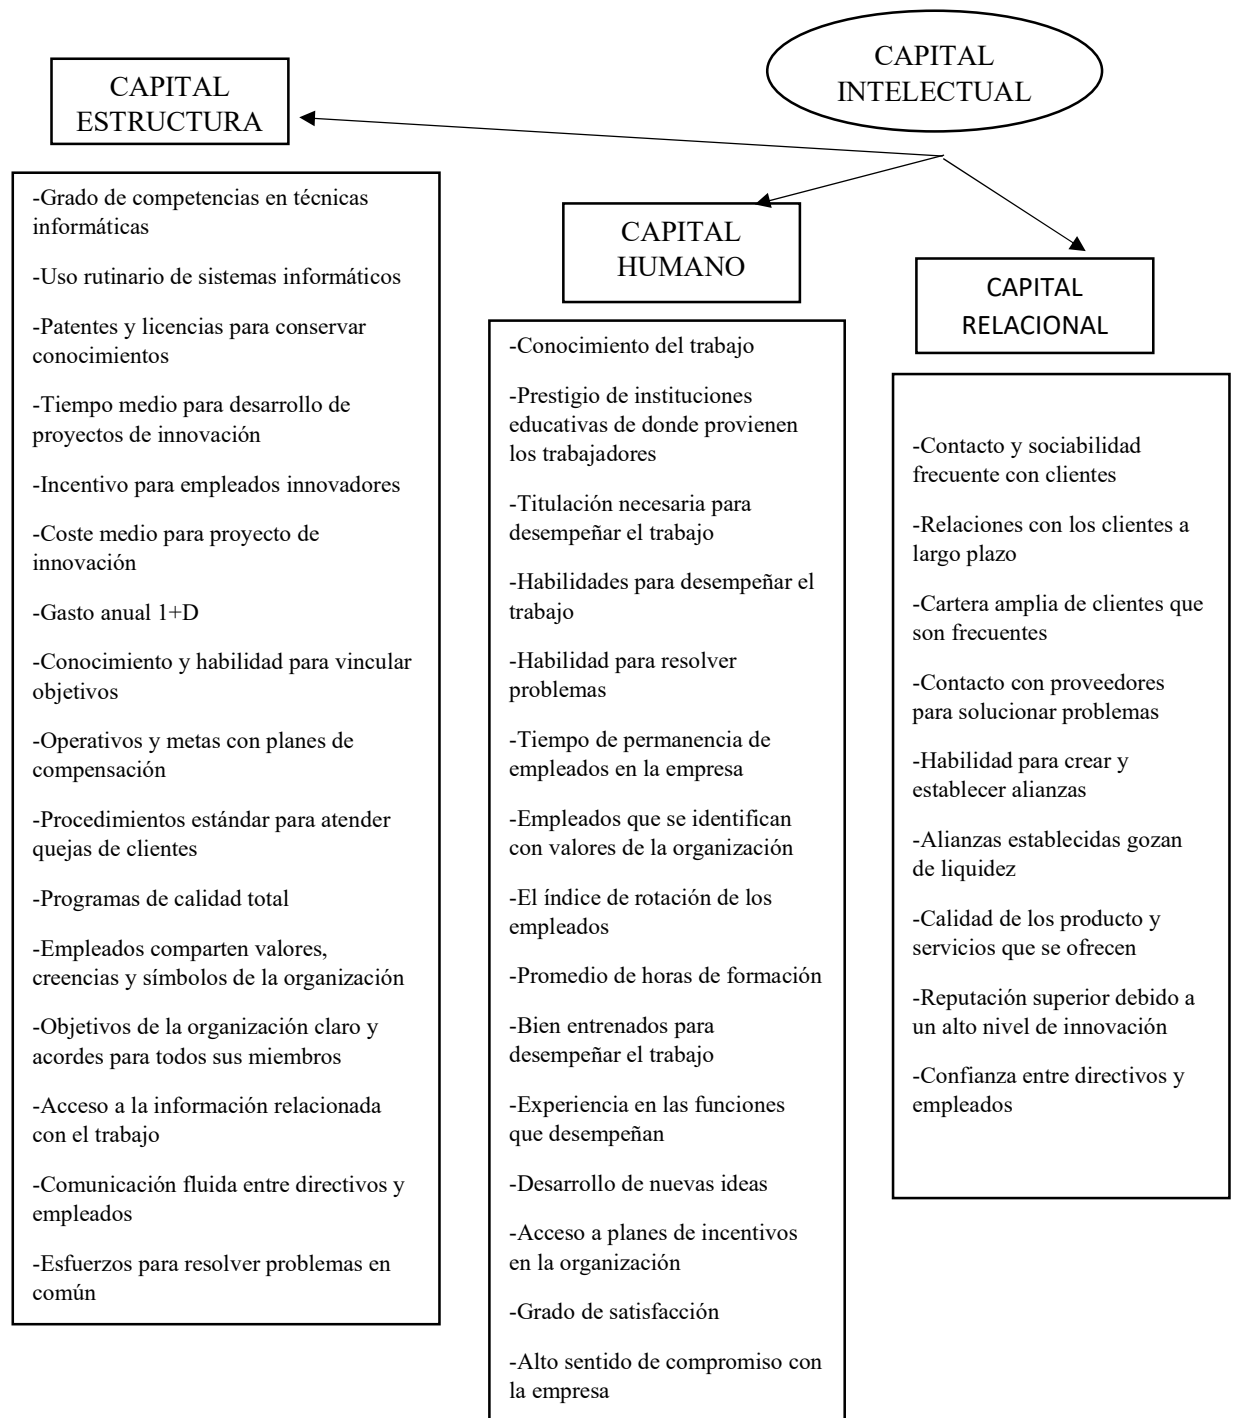 CAPITAL
INTELECTUAL
CAPITAL
ESTRUCTURA
-Grado de competencias en técnicas
informáticas
-Uso rutinario de sistemas informáticos
-Patentes y licencias para conservar
conocimientos
-Tiempo medio para desarrollo de
proyectos de innovación
-Incentivo para empleados innovadores
-Coste medio para proyecto de
innovación
-Gasto anual 1+D
-Conocimiento y habilidad para vincular
objetivos
-Operativos y metas con planes de
compensación
-Procedimientos estándar para atender
quejas de clientes
-Programas de calidad total
-Empleados comparten valores,
creencias y símbolos de la organización
-Objetivos de la organización claro y
acordes para todos sus miembros
-Acceso a la información relacionada
con el trabajo
-Comunicación fluida entre directivos y
empleados
-Esfuerzos para resolver problemas en
común
CAPITAL
HUMANO
-Conocimiento del trabajo
-Prestigio de instituciones
educativas de donde provienen
los trabajadores
-Titulación necesaria para
desempeñar el trabajo
-Habilidades para desempeñar el
trabajo
-Habilidad para resolver
problemas
-Tiempo de permanencia de
empleados en la empresa
-Empleados que se identifican
con valores de la organización
-El índice de rotación de los
empleados
-Promedio de horas de formación
-Bien entrenados para
desempeñar el trabajo
-Experiencia en las funciones
que desempeñan
-Desarrollo de nuevas ideas
-Acceso a planes de incentivos
en la organización
-Grado de satisfacción
-Alto sentido de compromiso con
la empresa
CAPITAL
RELACIONAL
-Contacto y sociabilidad
frecuente con clientes
-Relaciones con los clientes a
largo plazo
-Cartera amplia de clientes que
son frecuentes
-Contacto con proveedores
para solucionar problemas
-Habilidad para crear y
establecer alianzas
-Alianzas establecidas gozan
de liquidez
-Calidad de los producto y
servicios que se ofrecen
-Reputación superior debido a
un alto nivel de innovación
-Confianza entre directivos y
empleados